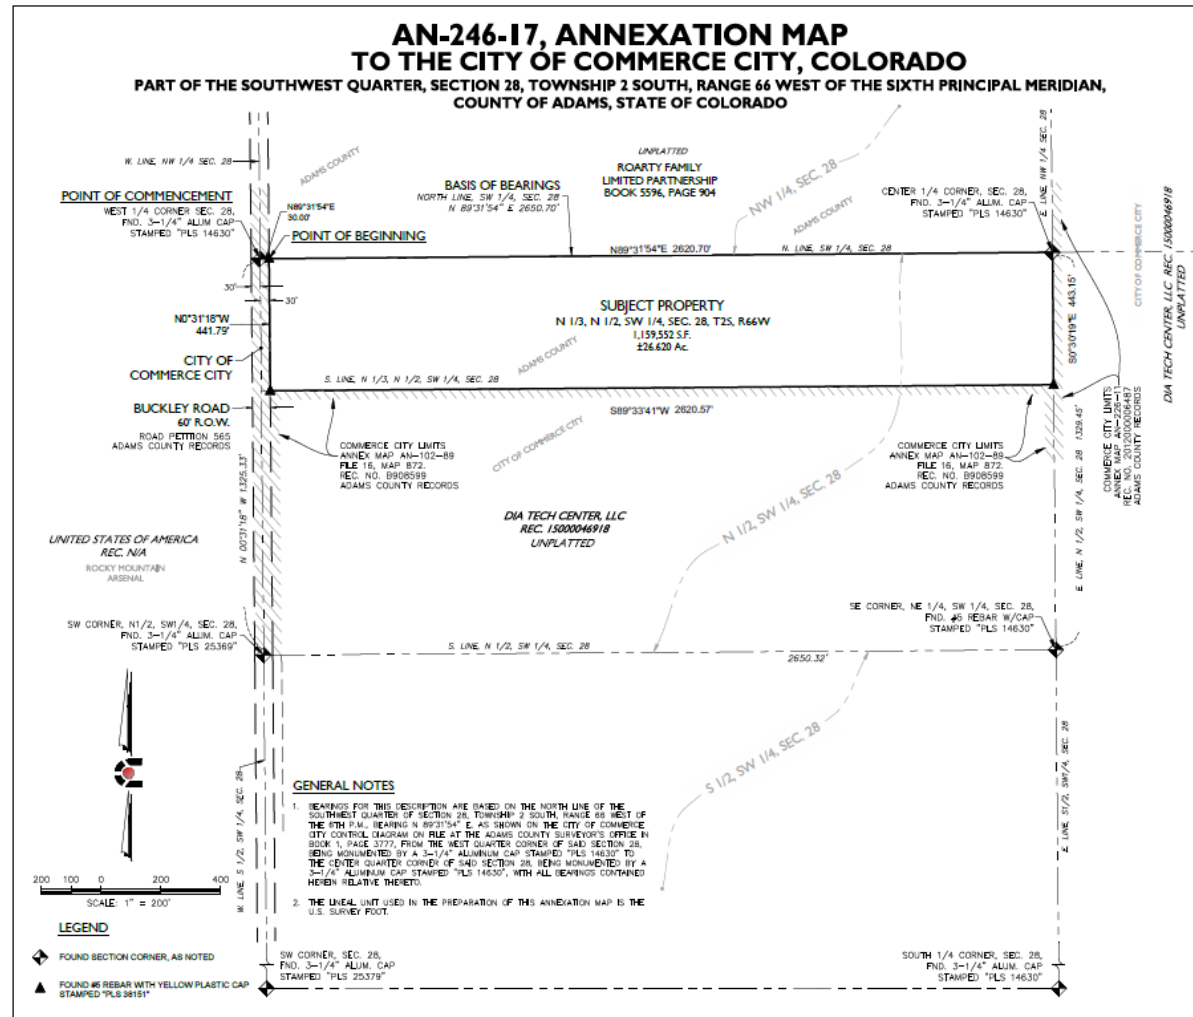 AN-246-17, ANNEXATION MAP
TO THE CITY OF COMMERCE CITY, COLORADO
PART OF THE SOUTHWEST QUARTER, SECTION 28, TOWNSHIP 2 SOUTH, RANGE 66 WEST OF THE SIXTH PRINCIPAL MERIDIAN,
COUNTY OF ADAMS, STATE OF COLORADO
W. LINE, NW 1/4 SEC. 28
ADAMS COUNTY
UNPLATTED
ROARTY FAMILY
LIMITED PARTNERSHIP
BOOK 5596, PAGE 904
NW 1/4, SEC. 28
ADAMS COUNTY
E. LINE, NW 1/4 SEC. 28
POINT OF COMMENCEMENT
WEST 1/4 CORNER SEC. 28,
FND. 3-1/4" ALUM CAP
STAMPED "PLS 14630"
N89°31'54"E
30.00'
POINT OF BEGINNING
BASIS OF BEARINGS
NORTH LINE, SW 1/4, SEC. 28
N 89'31'54" E 2650.70'
CENTER 1/4 CORNER, SEC. 28,
FND. 3-1/4" ALUM. CAP
STAMPED "PLS 14630"
CITY OF COMMERCE CITY
DIA TECH CENTER, LLC REC. 15000046918
UNPLATTED
N89°31'54"E 2620.70'
N. LINE, SW 1/4, SEC. 28
30'
30'
N0°31'18"W
441.79'
SUBJECT PROPERTY
N 1/3, N 1/2, SW 1/4, SEC. 28, T2S, R66W
1,159,552 S.F.
±26.620 Ac.
S0°30'19"E 443.15'
ADAMS COUNTY
CITY OF
COMMERCE CITY
S. LINE, N 1/3, N 1/2, SW 1/4, SEC. 28
BUCKLEY ROAD
60' R.O.W.
ROAD PETITION 565
ADAMS COUNTY RECORDS
S89°33'41"W 2620.57'
COMMERCE CITY LIMITS
ANNEX MAP AN-102-89
FILE 16, MAP 872.
REC. NO. B908599
ADAMS COUNTY RECORDS
CITY OF COMMERCE CITY
COMMERCE CITY LIMITS
ANNEX MAP AN-102-89
FILE 16, MAP 872.
REC. NO. B908599
ADAMS COUNTY RECORDS
E. LINE, N 1/2, SW 1/4, SEC. 28 1329.45'
COMMERCE CITY LIMITS
ANNEX MAP AN-226-11
REC. NO. 2012000006487
ADAMS COUNTY RECORDS
N 00'31'18" W 1325.33'
N 1/2, SW 1/4, SEC. 28
DIA TECH CENTER, LLC
REC. 15000046918
UNPLATTED
UNITED STATES OF AMERICA
REC. N/A
ROCKY MOUNTAIN
ARSENAL
SW CORNER, N1/2, SW1/4, SEC. 28,
FND. 3-1/4" ALUM. CAP
STAMPED "PLS 25369"
SE CORNER, NE 1/4, SW 1/4, SEC. 28,
FND. #5 REBAR W/CAP
STAMPED "PLS 14630"
S. LINE, N 1/2, SW 1/4, SEC. 28
2650.32'
S 1/2, SW 1/4, SEC. 28
W. LINE, S 1/2, SW 1/4, SEC. 28
E. LINE, S1/2, SW1/4, SEC. 28
GENERAL NOTES
1. BEARINGS FOR THIS DESCRIPTION ARE BASED ON THE NORTH LINE OF THE
SOUTHWEST QUARTER OF SECTION 28, TOWNSHIP 2 SOUTH, RANGE 66 WEST OF
THE 6TH P.M., BEARING N 89'31'54" E, AS SHOWN ON THE CITY OF COMMERCE
CITY CONTROL DIAGRAM ON FILE AT THE ADAMS COUNTY SURVEYOR'S OFFICE IN
BOOK 1, PAGE 3777, FROM THE WEST QUARTER CORNER OF SAID SECTION 28,
BEING MONUMENTED BY A 3-1/4" ALUMINUM CAP STAMPED "PLS 14630" TO
THE CENTER QUARTER CORNER OF SAID SECTION 28, BEING MONUMENTED BY A
3-1/4" ALUMINUM CAP STAMPED "PLS 14630", WITH ALL BEARINGS CONTAINED
HEREIN RELATIVE THERETO.
2. THE LINEAL UNIT USED IN THE PREPARATION OF THIS ANNEXATION MAP IS THE
U.S. SURVEY FOOT.
200 100 0 200 400
SCALE: 1" = 200'
LEGEND
FOUND SECTION CORNER, AS NOTED
FOUND #5 REBAR WITH YELLOW PLASTIC CAP
STAMPED "PLS 38151"
SW CORNER, SEC. 28,
FND. 3-1/4" ALUM. CAP
STAMPED "PLS 25379"
SOUTH 1/4 CORNER, SEC. 28,
FND. 3-1/4" ALUM. CAP
STAMPED "PLS 14630"